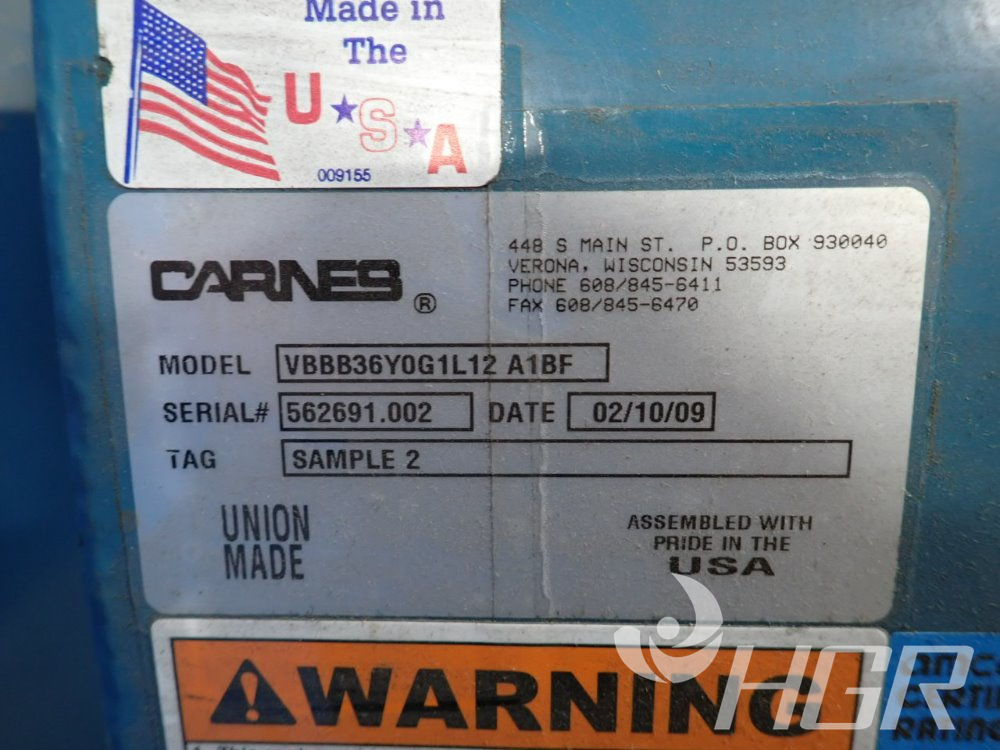 Made in
The
U★S★A
009155
CARNES®
448 S MAIN ST. P.O. BOX 930040
VERONA, WISCONSIN 53593
PHONE 608/845-6411
FAX 608/845-6470
MODEL VBBB36Y0G1L12 A1BF
SERIAL# 562691.002 DATE 02/10/09
TAG SAMPLE 2
UNION
MADE
ASSEMBLED WITH
PRIDE IN THE
USA
WARNING
HGR